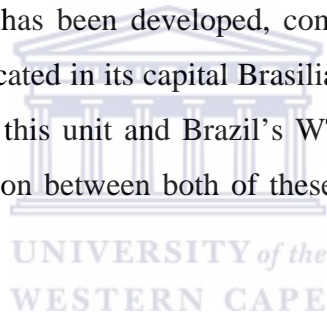 has been developed, con
cated in its capital Brasilia
this unit and Brazil's WT
on between both of these
UNIVERSITY of the
WESTERN CAPE